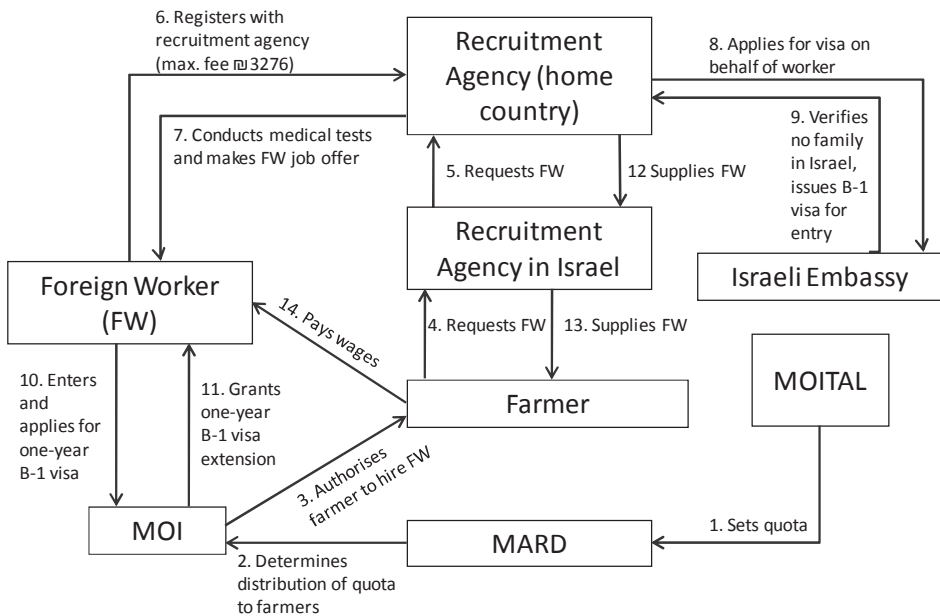 6. Registers with
recruitment agency
(max. fee ₪3276)
Recruitment
Agency (home
country)
8. Applies for visa on
behalf of worker
7. Conducts medical tests
and makes FW job offer
9. Verifies
no family
in Israel,
issues B-1
visa for
entry
5. Requests FW
12 Supplies FW
Recruitment
Agency in Israel
Foreign Worker
(FW)
Israeli Embassy
14. Pays wages
4. Requests FW
13. Supplies FW
MOITAL
10. Enters and
applies for
one-year
B-1 visa
11. Grants
one-year
B-1 visa
extension
Farmer
3. Authorises
farmer to hire FW
MOI
MARD
1. Sets quota
2. Determines
distribution of quota
to farmers